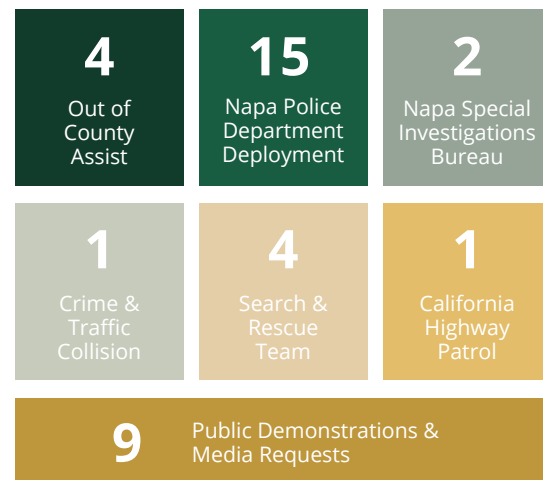 4
Out of
County
Assist
15
Napa Police
Department
Deployment
2
Napa Special
Investigations
Bureau
1
Crime &
Traffic
Collision
4
Search &
Rescue
Team
1
California
Highway
Patrol
9
Public Demonstrations &
Media Requests